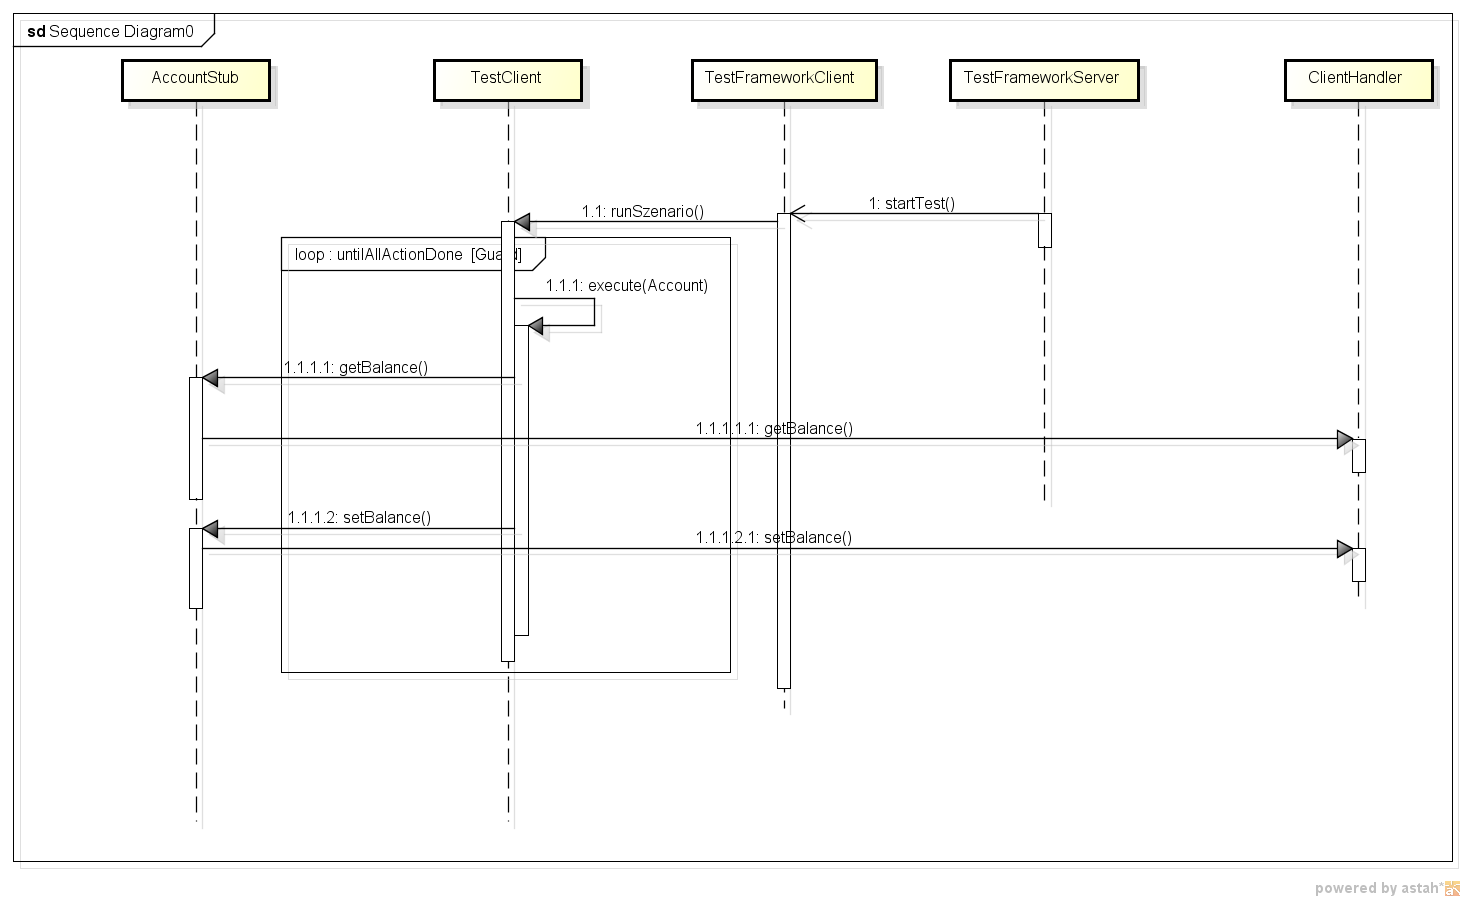 sd Sequence Diagram0
AccountStub
TestClient
TestFrameworkClient
TestFrameworkServer
ClientHandler
1: startTest()
1.1: runSzenario()
loop : untilAllActionDone [Guard]
1.1.1: execute(Account)
1.1.1.1: getBalance()
1.1.1.1.1: getBalance()
1.1.1.2: setBalance()
1.1.1.2.1: setBalance()
powered by astah*